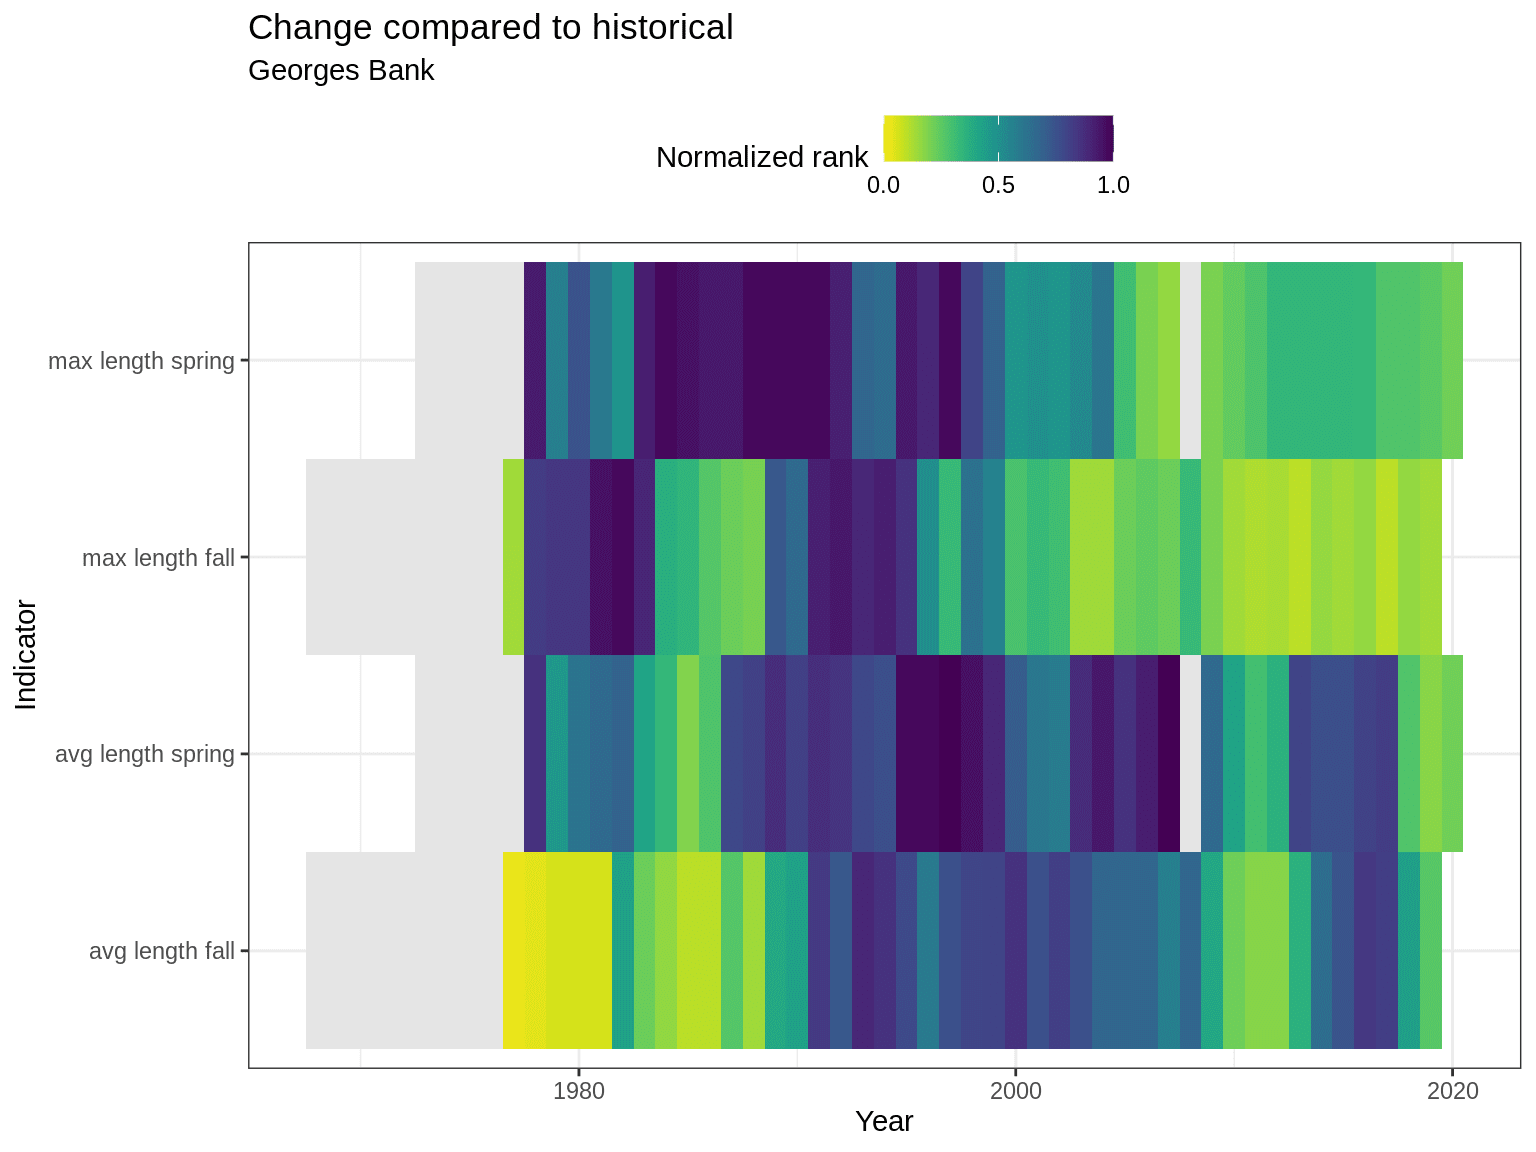 Change compared to historical
Georges Bank
Normalized rank
0.0 0.5 1.0
Indicator
max length spring
max length fall
avg length spring
avg length fall
1980 2000 2020
Year